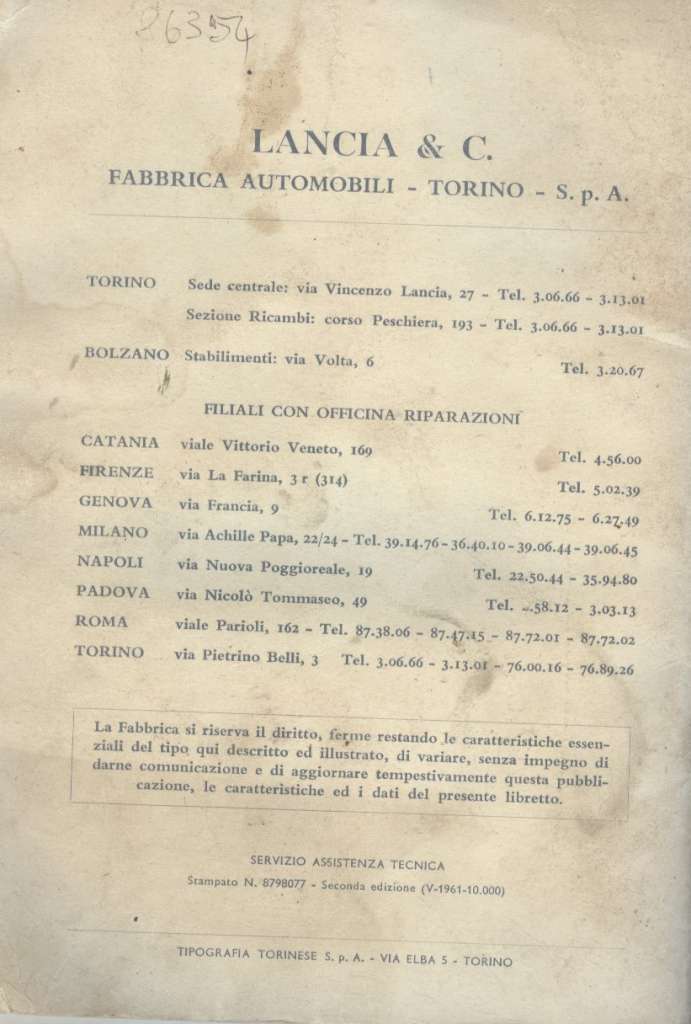 26354
LANCIA & C.
FABBRICA AUTOMOBILI - TORINO - S. p. A.
TORINO Sede centrale: via Vincenzo Lancia, 27 - Tel. 3.06.66 - 3.13.01
Sezione Ricambi: corso Peschiera, 193 - Tel. 3.06.66 - 3.13.01
BOLZANO Stabilimenti: via Volta, 6 Tel. 3.20.67
FILIALI CON OFFICINA RIPARAZIONI
CATANIA viale Vittorio Veneto, 169 Tel. 4.56.00
FIRENZE via La Farina, 3 r (314) Tel. 5.02.39
GENOVA via Francia, 9 Tel. 6.12.75 - 6.27.49
MILANO via Achille Papa, 22/24 - Tel. 39.14.76 - 36.40.10 - 39.06.44 - 39.06.45
NAPOLI via Nuova Poggioreale, 19 Tel. 22.50.44 - 35.94.80
PADOVA via Nicolò Tommaseo, 49 Tel. .58.12 - 3.03.13
ROMA viale Parioli, 162 - Tel. 87.38.06 - 87.47.15 - 87.72.01 - 87.72.02
TORINO via Pietrino Belli, 3 Tel. 3.06.66 - 3.13.01 - 76.00.16 - 76.89.26
La Fabbrica si riserva il diritto, ferme restando le caratteristiche essen-
ziali del tipo qui descritto ed illustrato, di variare, senza impegno di
darne comunicazione e di aggiornare tempestivamente questa pubbli-
cazione, le caratteristiche ed i dati del presente libretto.
SERVIZIO ASSISTENZA TECNICA
Stampato N. 8798077 - Seconda edizione (V-1961-10.000)
TIPOGRAFIA TORINESE S. p. A. - VIA ELBA 5 - TORINO